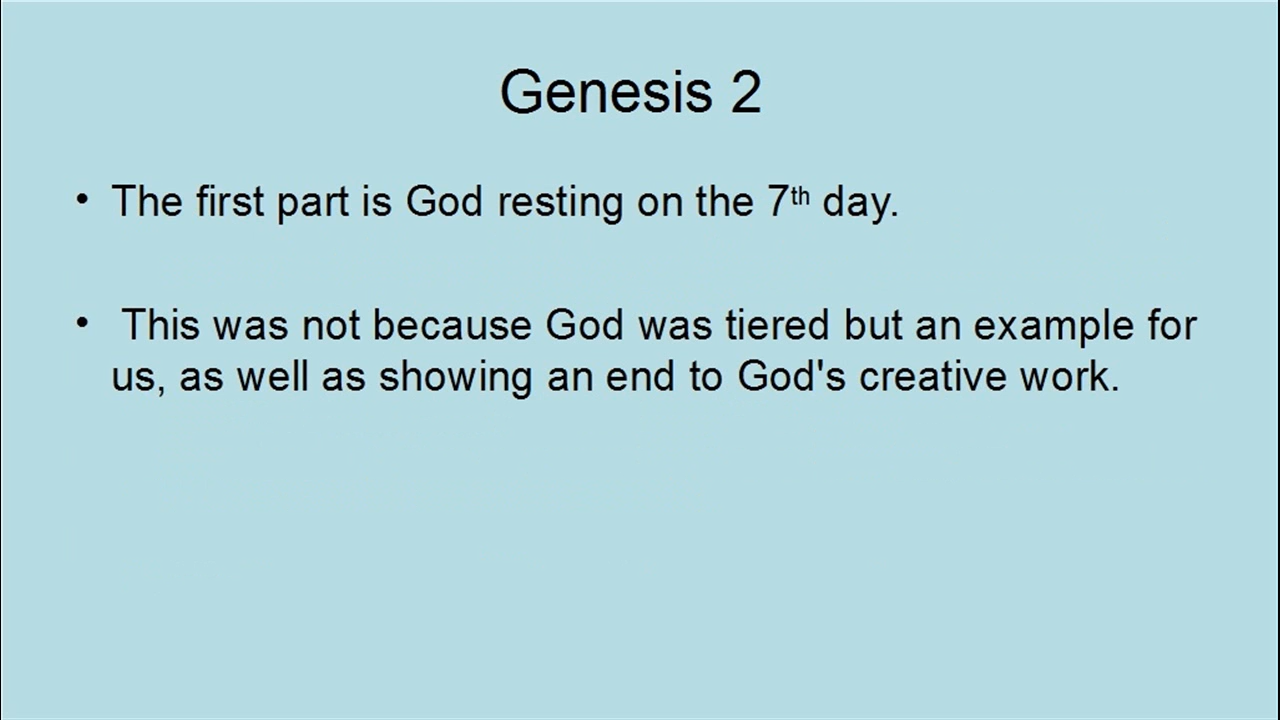 Genesis 2
• The first part is God resting on the 7th day.
• This was not because God was tiered but an example for
us, as well as showing an end to God's creative work.